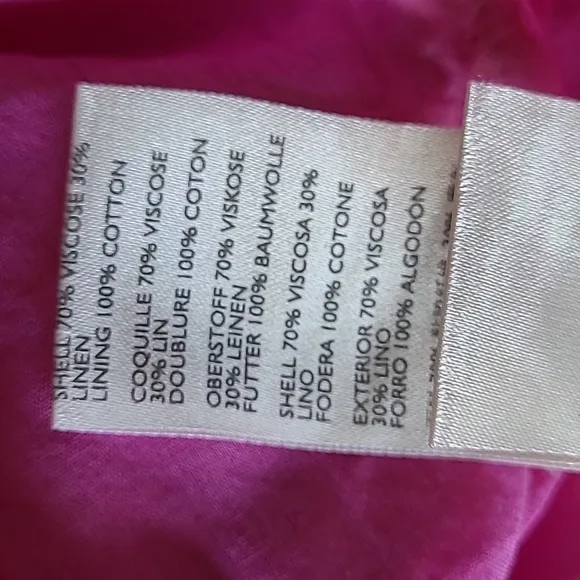 SHELL 70% VISCOSE 30%
LINEN
LINING 100% COTTON
COQUILLE 70% VISCOSE
30% LIN
DOUBLURE 100% COTON
OBERSTOFF 70% VISKOSE
30% LEINEN
FUTTER 100% BAUMWOLLE
SHELL 70% VISCOSA 30%
LINO
FODERA 100% COTONE
EXTERIOR 70% VISCOSA
30% LINO
FORRO 100% ALGODÓN